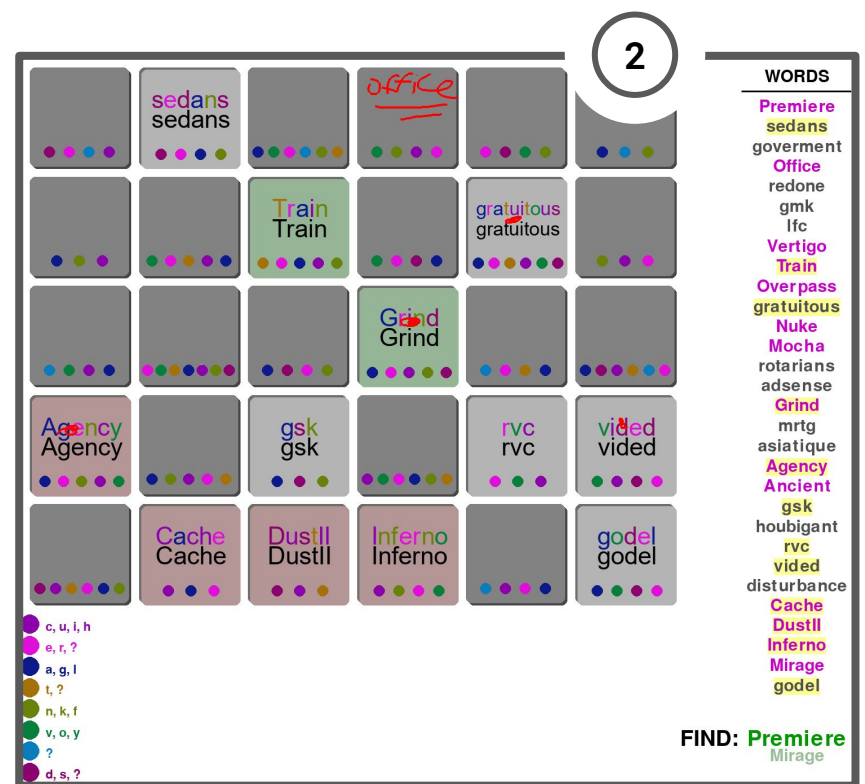 2
sedans
sedans
office
Train
Train
gratuitous
gratuitous
Grind
Grind
Agency
Agency
gsk
gsk
rvc
rvc
vided
vided
Cache
Cache
DustII
DustII
Inferno
Inferno
godel
godel
c, u, i, h
e, r, ?
a, g, l
t, ?
n, k, f
v, o, y
?
d, s, ?
WORDS
Premiere
sedans
goverment
Office
redone
gmk
lfc
Vertigo
Train
Overpass
gratuitous
Nuke
Mocha
rotarians
adsense
Grind
mrtg
asiatique
Agency
Ancient
gsk
houbigant
rvc
vided
disturbance
Cache
DustII
Inferno
Mirage
godel
FIND: Premiere
Mirage